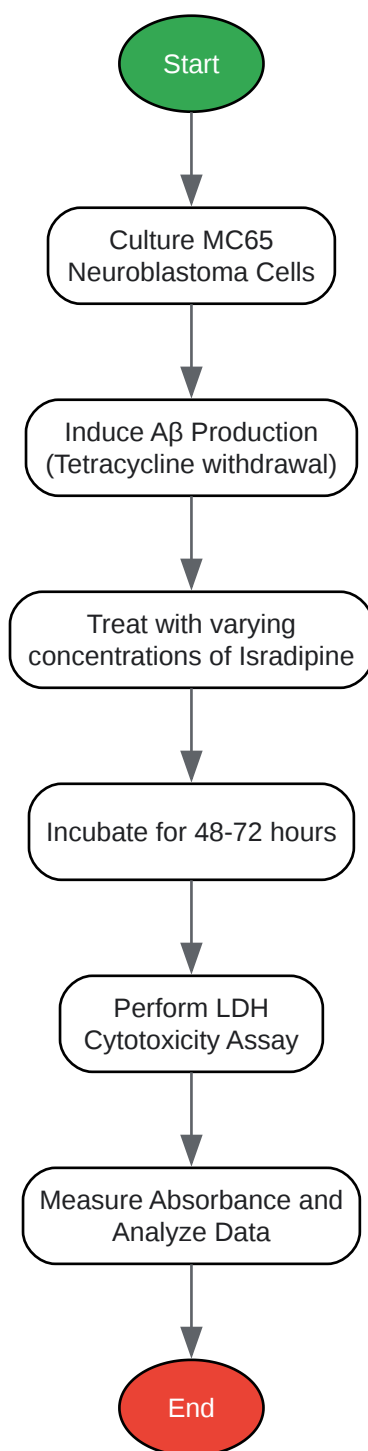 Start
Culture MC65
Neuroblastoma Cells
Induce Aβ Production
(Tetracycline withdrawal)
Treat with varying
concentrations of Isradipine
Incubate for 48-72 hours
Perform LDH
Cytotoxicity Assay
Measure Absorbance and
Analyze Data
End